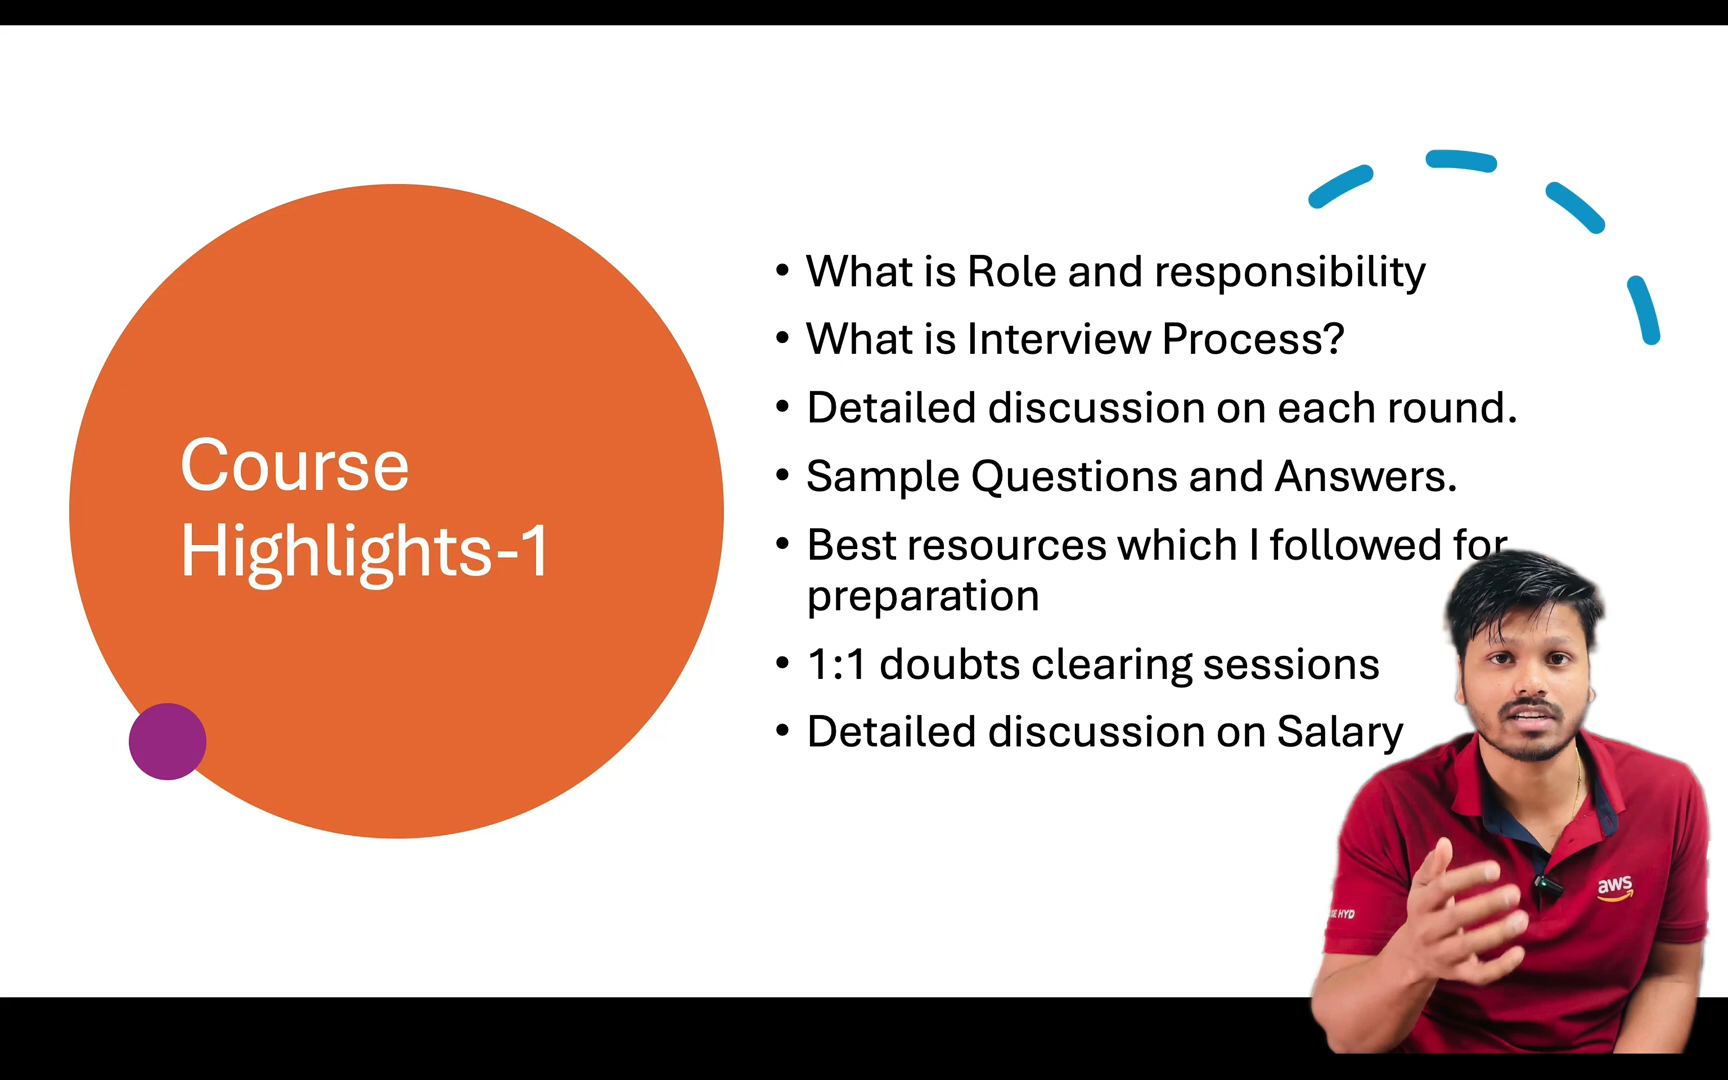 Course
Highlights-1
• What is Role and responsibility
• What is Interview Process?
• Detailed discussion on each round.
• Sample Questions and Answers.
• Best resources which I followed for
preparation
• 1:1 doubts clearing sessions
• Detailed discussion on Salary
aws
HYD